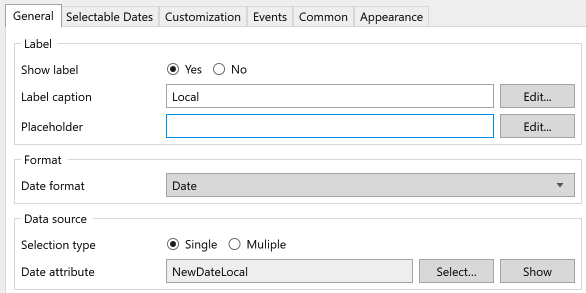 General Selectable Dates Customization Events Common Appearance
Label
Show label Yes No
Label caption Local Edit...
Placeholder Edit...
Format
Date format Date
Data source
Selection type Single Muliple
Date attribute NewDateLocal Select... Show